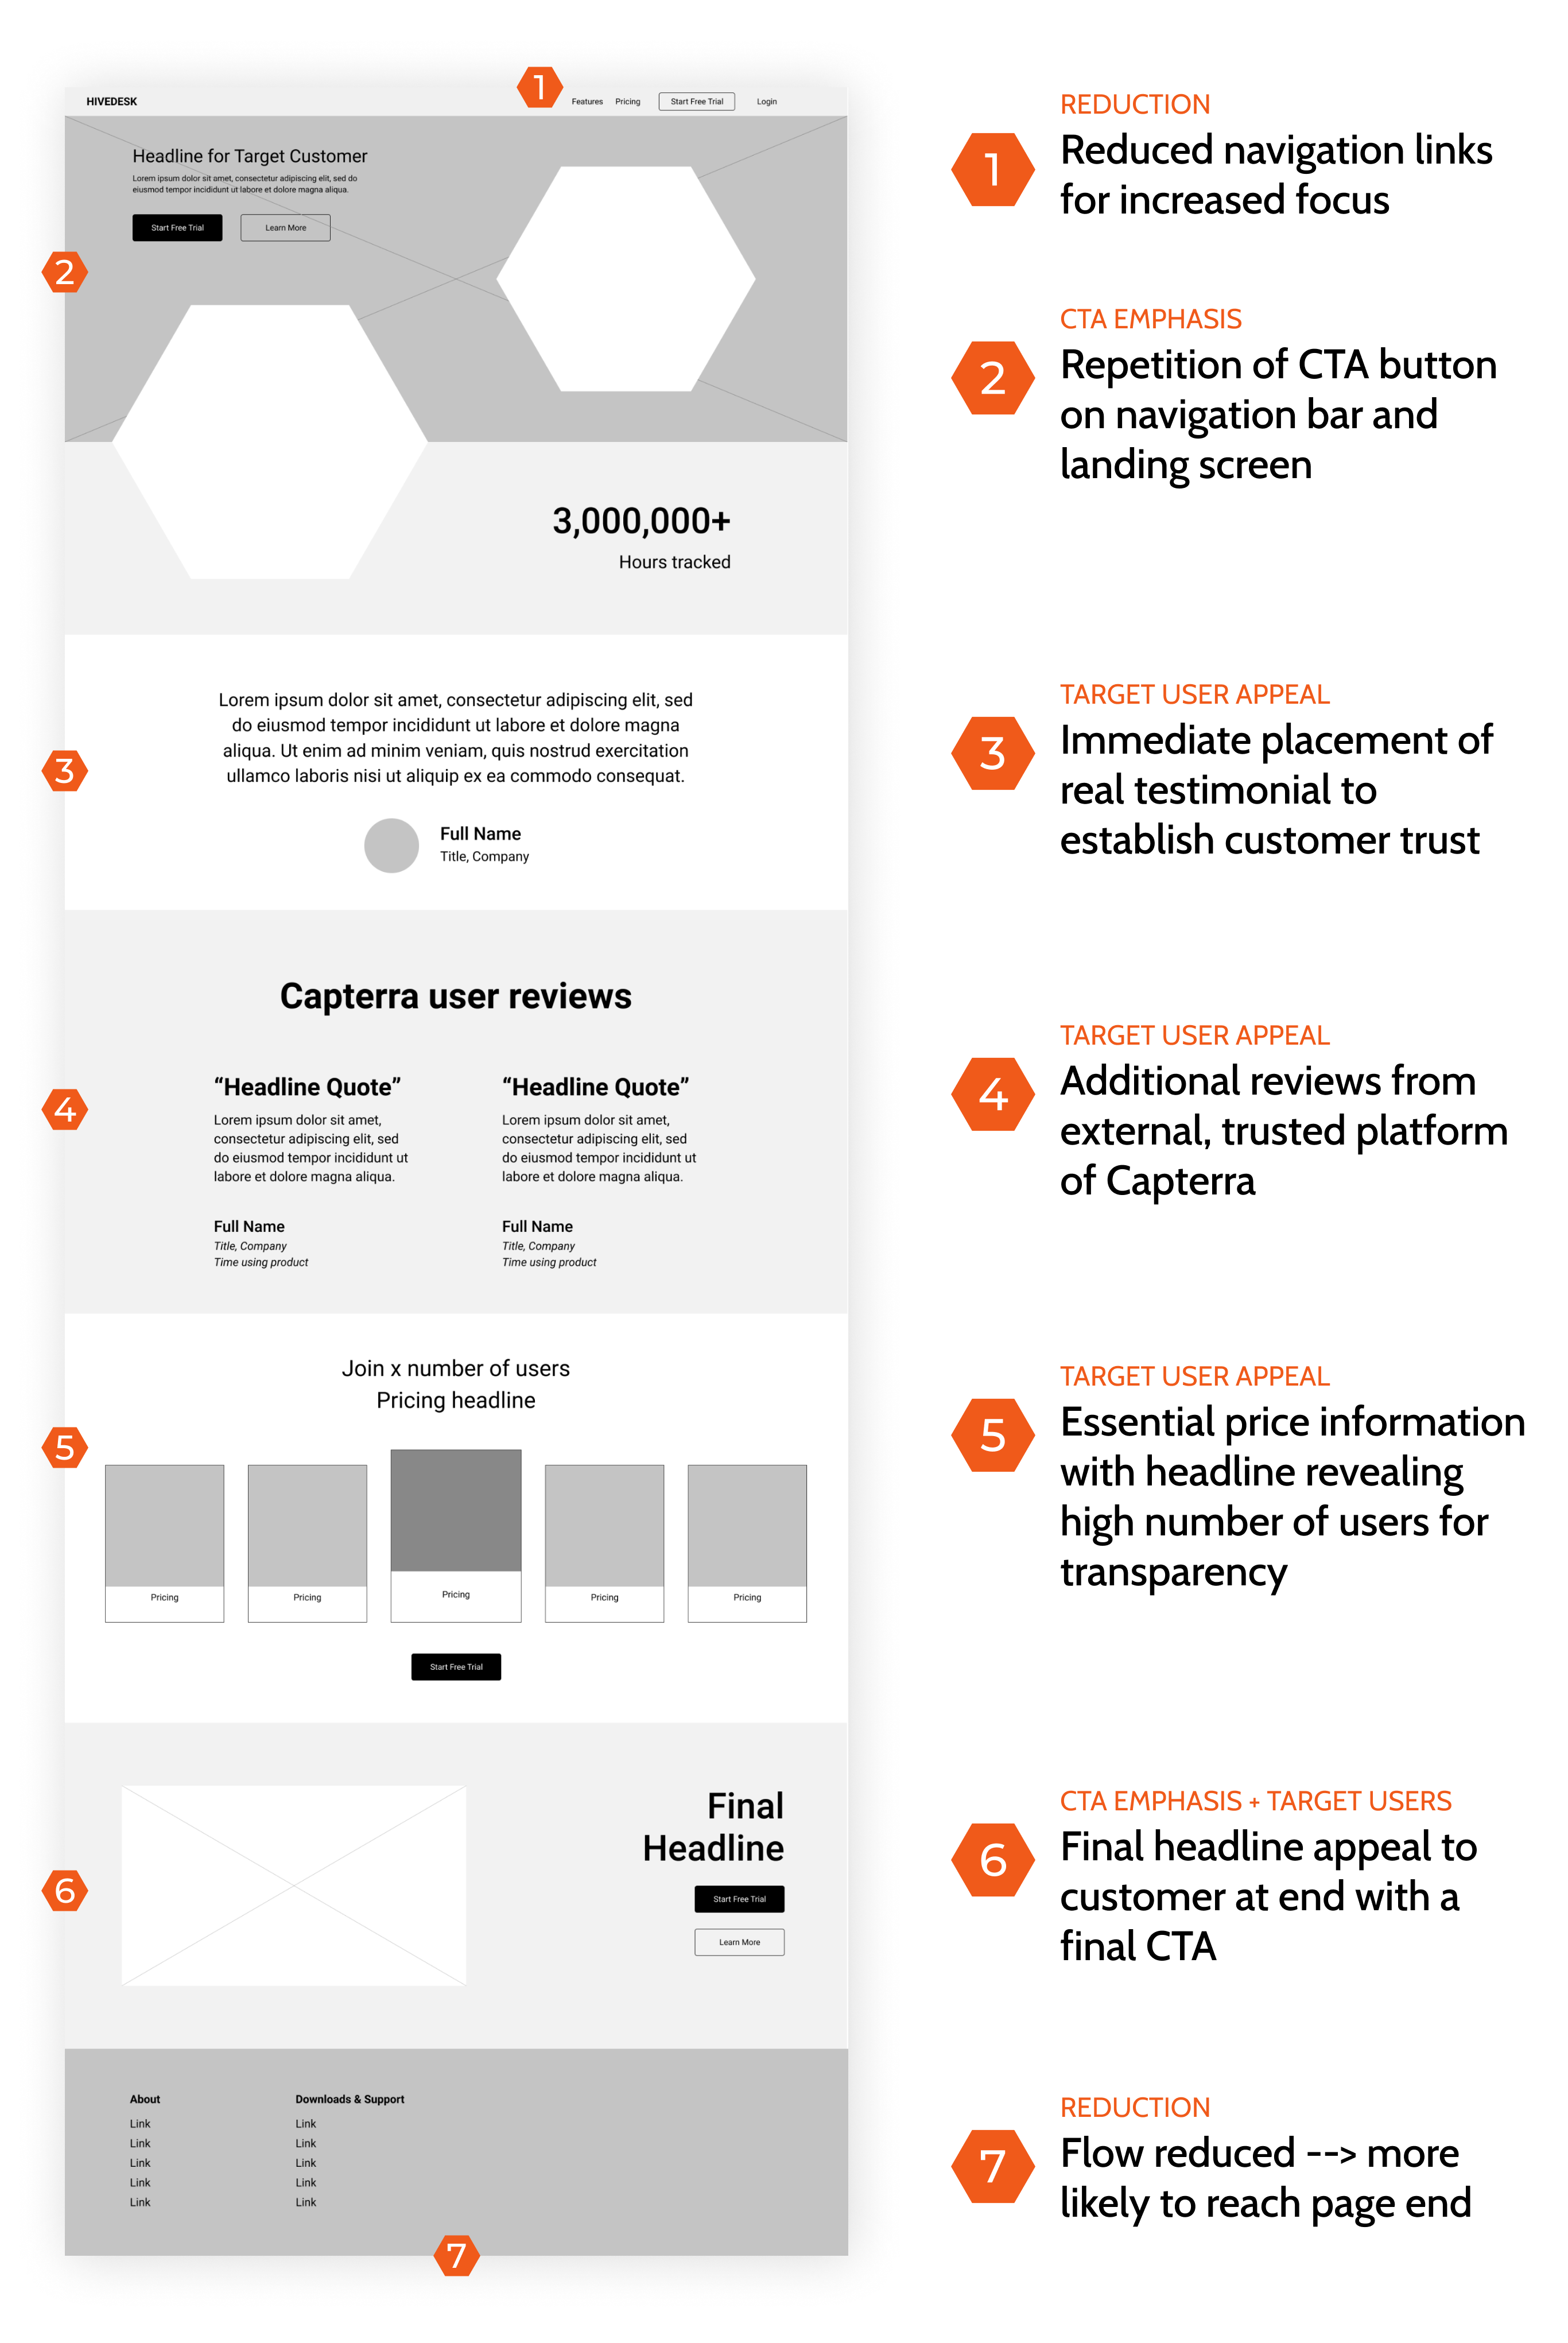 HIVEDESK
1
Features Pricing Start Free Trial Login
Headline for Target Customer
Lorem ipsum dolor sit amet, consectetur adipiscing elit, sed do
eiusmod tempor incididunt ut labore et dolore magna aliqua.
Start Free Trial Learn More
2
3,000,000+
Hours tracked
3
Lorem ipsum dolor sit amet, consectetur adipiscing elit, sed
do eiusmod tempor incididunt ut labore et dolore magna
aliqua. Ut enim ad minim veniam, quis nostrud exercitation
ullamco laboris nisi ut aliquip ex ea commodo consequat.
Full Name
Title, Company
Capterra user reviews
4
“Headline Quote”
Lorem ipsum dolor sit amet,
consectetur adipiscing elit, sed
do eiusmod tempor incididunt ut
labore et dolore magna aliqua.
Full Name
Title, Company
Time using product
“Headline Quote”
Lorem ipsum dolor sit amet,
consectetur adipiscing elit, sed
do eiusmod tempor incididunt ut
labore et dolore magna aliqua.
Full Name
Title, Company
Time using product
Join x number of users
Pricing headline
5
Pricing Pricing Pricing Pricing Pricing
Start Free Trial
6
Final
Headline
Start Free Trial
Learn More
About
Link
Link
Link
Link
Link
Downloads & Support
Link
Link
Link
Link
Link
7
REDUCTION
1
Reduced navigation links
for increased focus
CTA EMPHASIS
2
Repetition of CTA button
on navigation bar and
landing screen
TARGET USER APPEAL
3
Immediate placement of
real testimonial to
establish customer trust
TARGET USER APPEAL
4
Additional reviews from
external, trusted platform
of Capterra
TARGET USER APPEAL
5
Essential price information
with headline revealing
high number of users for
transparency
CTA EMPHASIS + TARGET USERS
6
Final headline appeal to
customer at end with a
final CTA
REDUCTION
7
Flow reduced --> more
likely to reach page end